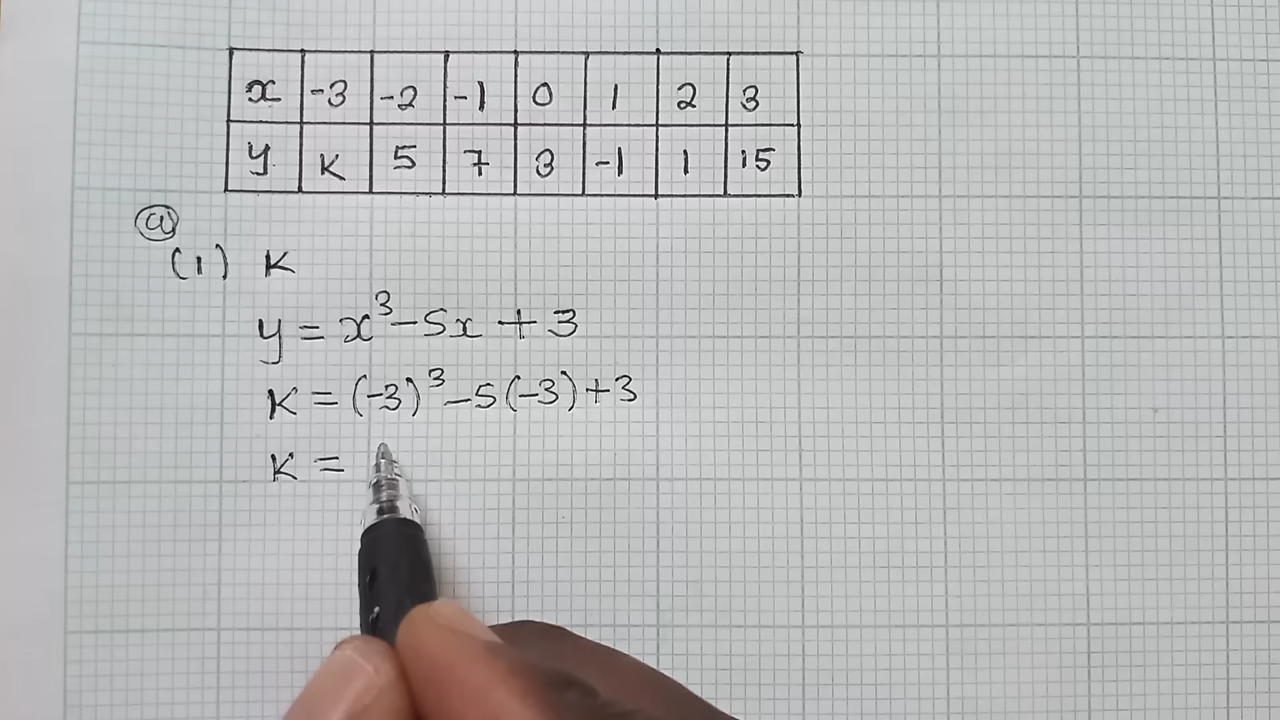 x -3 -2 -1 0 1 2 3
y K 5 7 3 -1 1 15
(a)
(1) K
y = x³ - 5x + 3
K = (-3)³ - 5(-3) + 3
K =